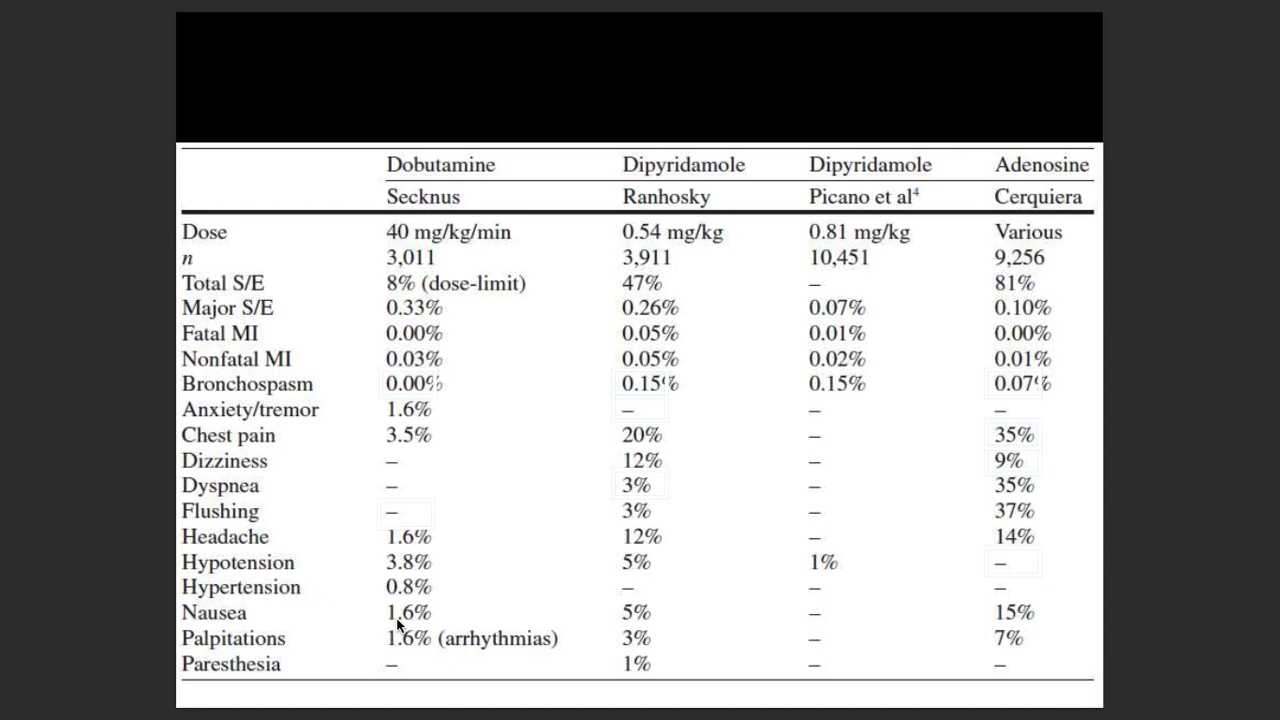 Dobutamine Dipyridamole Dipyridamole Adenosine
Secknus Ranhosky Picano et al4 Cerquiera
Dose 40 mg/kg/min 0.54 mg/kg 0.81 mg/kg Various
n 3,011 3,911 10,451 9,256
Total S/E 8% (dose-limit) 47% – 81%
Major S/E 0.33% 0.26% 0.07% 0.10%
Fatal MI 0.00% 0.05% 0.01% 0.00%
Nonfatal MI 0.03% 0.05% 0.02% 0.01%
Bronchospasm 0.00% 0.15% 0.15% 0.07%
Anxiety/tremor 1.6% – – –
Chest pain 3.5% 20% – 35%
Dizziness – 12% – 9%
Dyspnea – 3% – 35%
Flushing – 3% – 37%
Headache 1.6% 12% – 14%
Hypotension 3.8% 5% 1% –
Hypertension 0.8% – – –
Nausea 1.6% 5% – 15%
Palpitations 1.6% (arrhythmias) 3% – 7%
Paresthesia – 1% – –